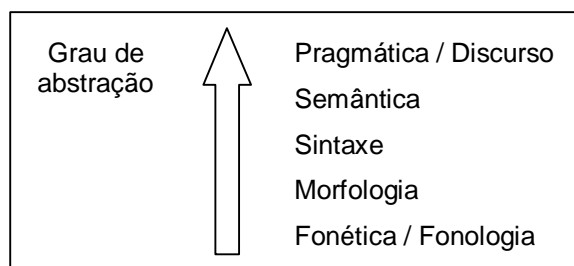 Grau de
abstração
Pragmática / Discurso
Semântica
Sintaxe
Morfologia
Fonética / Fonologia